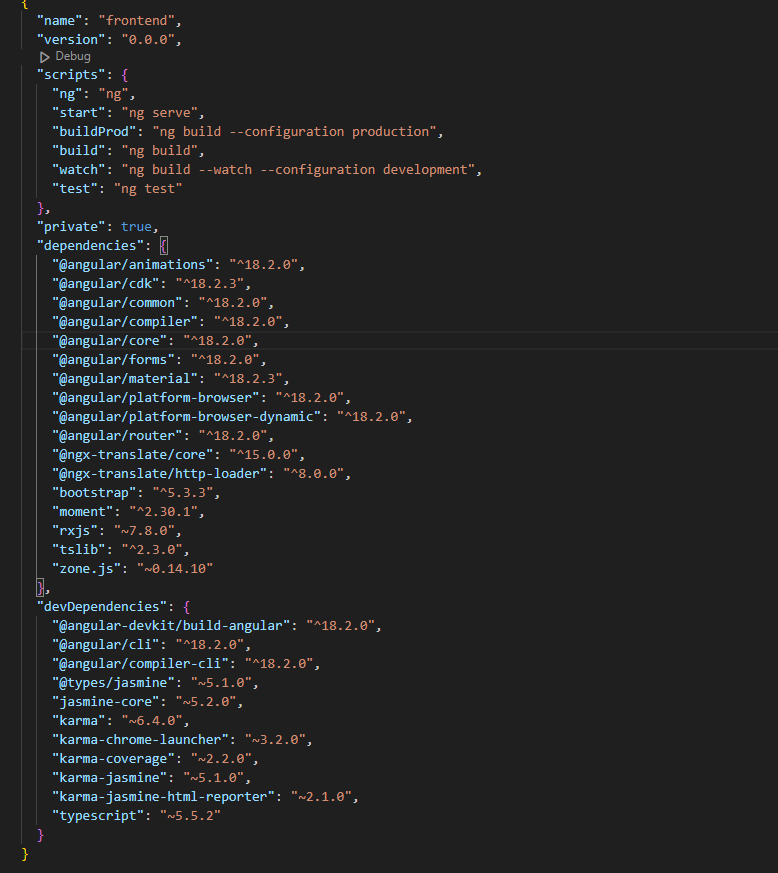 {
"name": "frontend",
"version": "0.0.0",
Debug
"scripts": {
"ng": "ng",
"start": "ng serve",
"buildProd": "ng build --configuration production",
"build": "ng build",
"watch": "ng build --watch --configuration development",
"test": "ng test"
},
"private": true,
"dependencies": {
"@angular/animations": "^18.2.0",
"@angular/cdk": "^18.2.3",
"@angular/common": "^18.2.0",
"@angular/compiler": "^18.2.0",
"@angular/core": "^18.2.0",
"@angular/forms": "^18.2.0",
"@angular/material": "^18.2.3",
"@angular/platform-browser": "^18.2.0",
"@angular/platform-browser-dynamic": "^18.2.0",
"@angular/router": "^18.2.0",
"@ngx-translate/core": "^15.0.0",
"@ngx-translate/http-loader": "^8.0.0",
"bootstrap": "^5.3.3",
"moment": "^2.30.1",
"rxjs": "~7.8.0",
"tslib": "^2.3.0",
"zone.js": "~0.14.10"
},
"devDependencies": {
"@angular-devkit/build-angular": "^18.2.0",
"@angular/cli": "^18.2.0",
"@angular/compiler-cli": "^18.2.0",
"@types/jasmine": "~5.1.0",
"jasmine-core": "~5.2.0",
"karma": "~6.4.0",
"karma-chrome-launcher": "~3.2.0",
"karma-coverage": "~2.2.0",
"karma-jasmine": "~5.1.0",
"karma-jasmine-html-reporter": "~2.1.0",
"typescript": "~5.5.2"
}
}